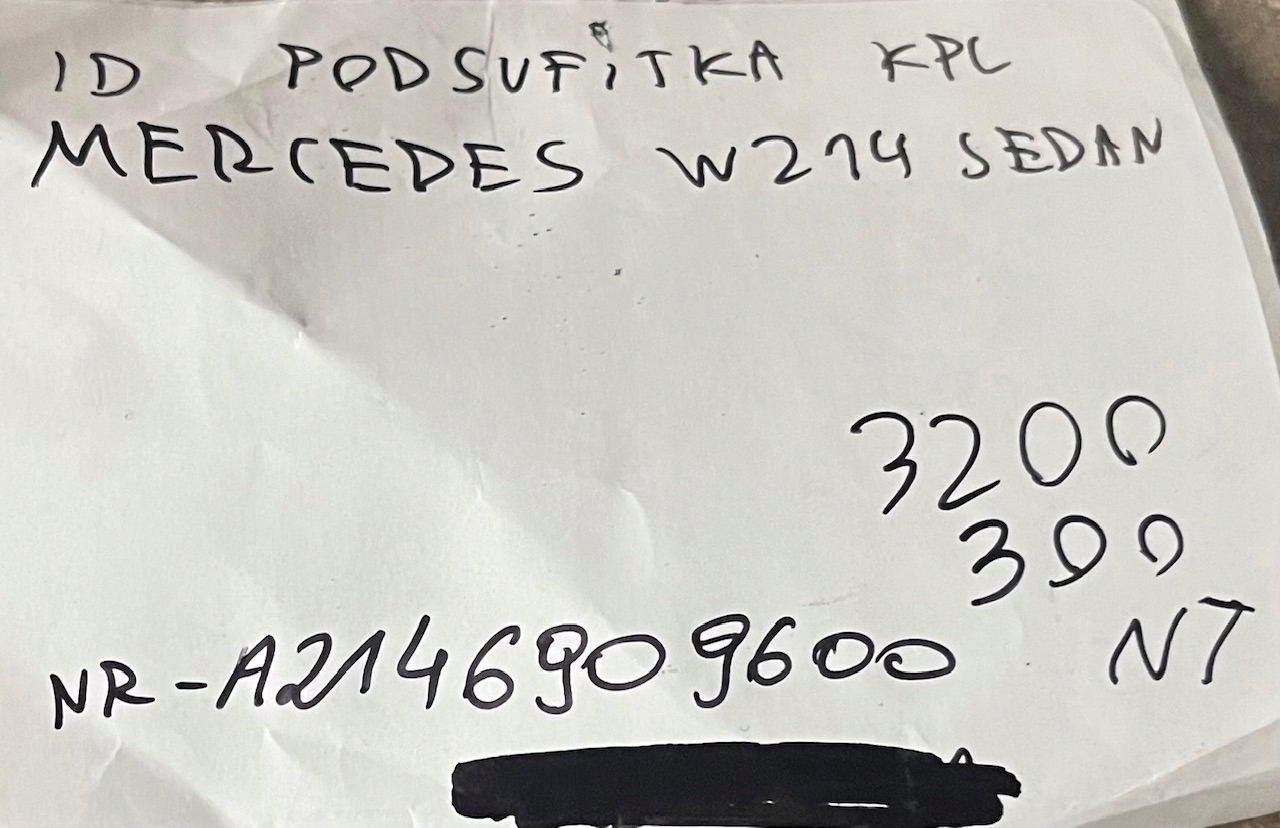 ID PODSUFiTKA KPL
MERCEDES W214 SEDAN
3200
300
NT
NR-A2146909600